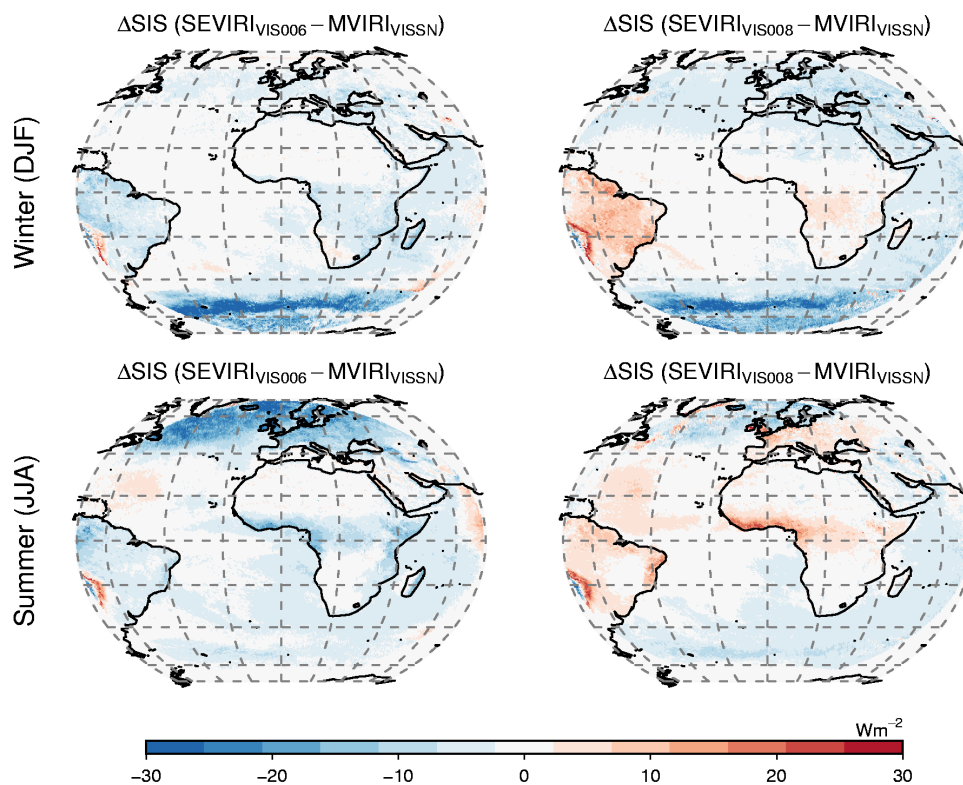 ΔSIS (SEVIRI_VIS006 − MVIRI_VISSN)
ΔSIS (SEVIRI_VIS008 − MVIRI_VISSN)
Winter (DJF)
ΔSIS (SEVIRI_VIS006 − MVIRI_VISSN)
ΔSIS (SEVIRI_VIS008 − MVIRI_VISSN)
Summer (JJA)
Wm⁻²
−30 −20 −10 0 10 20 30